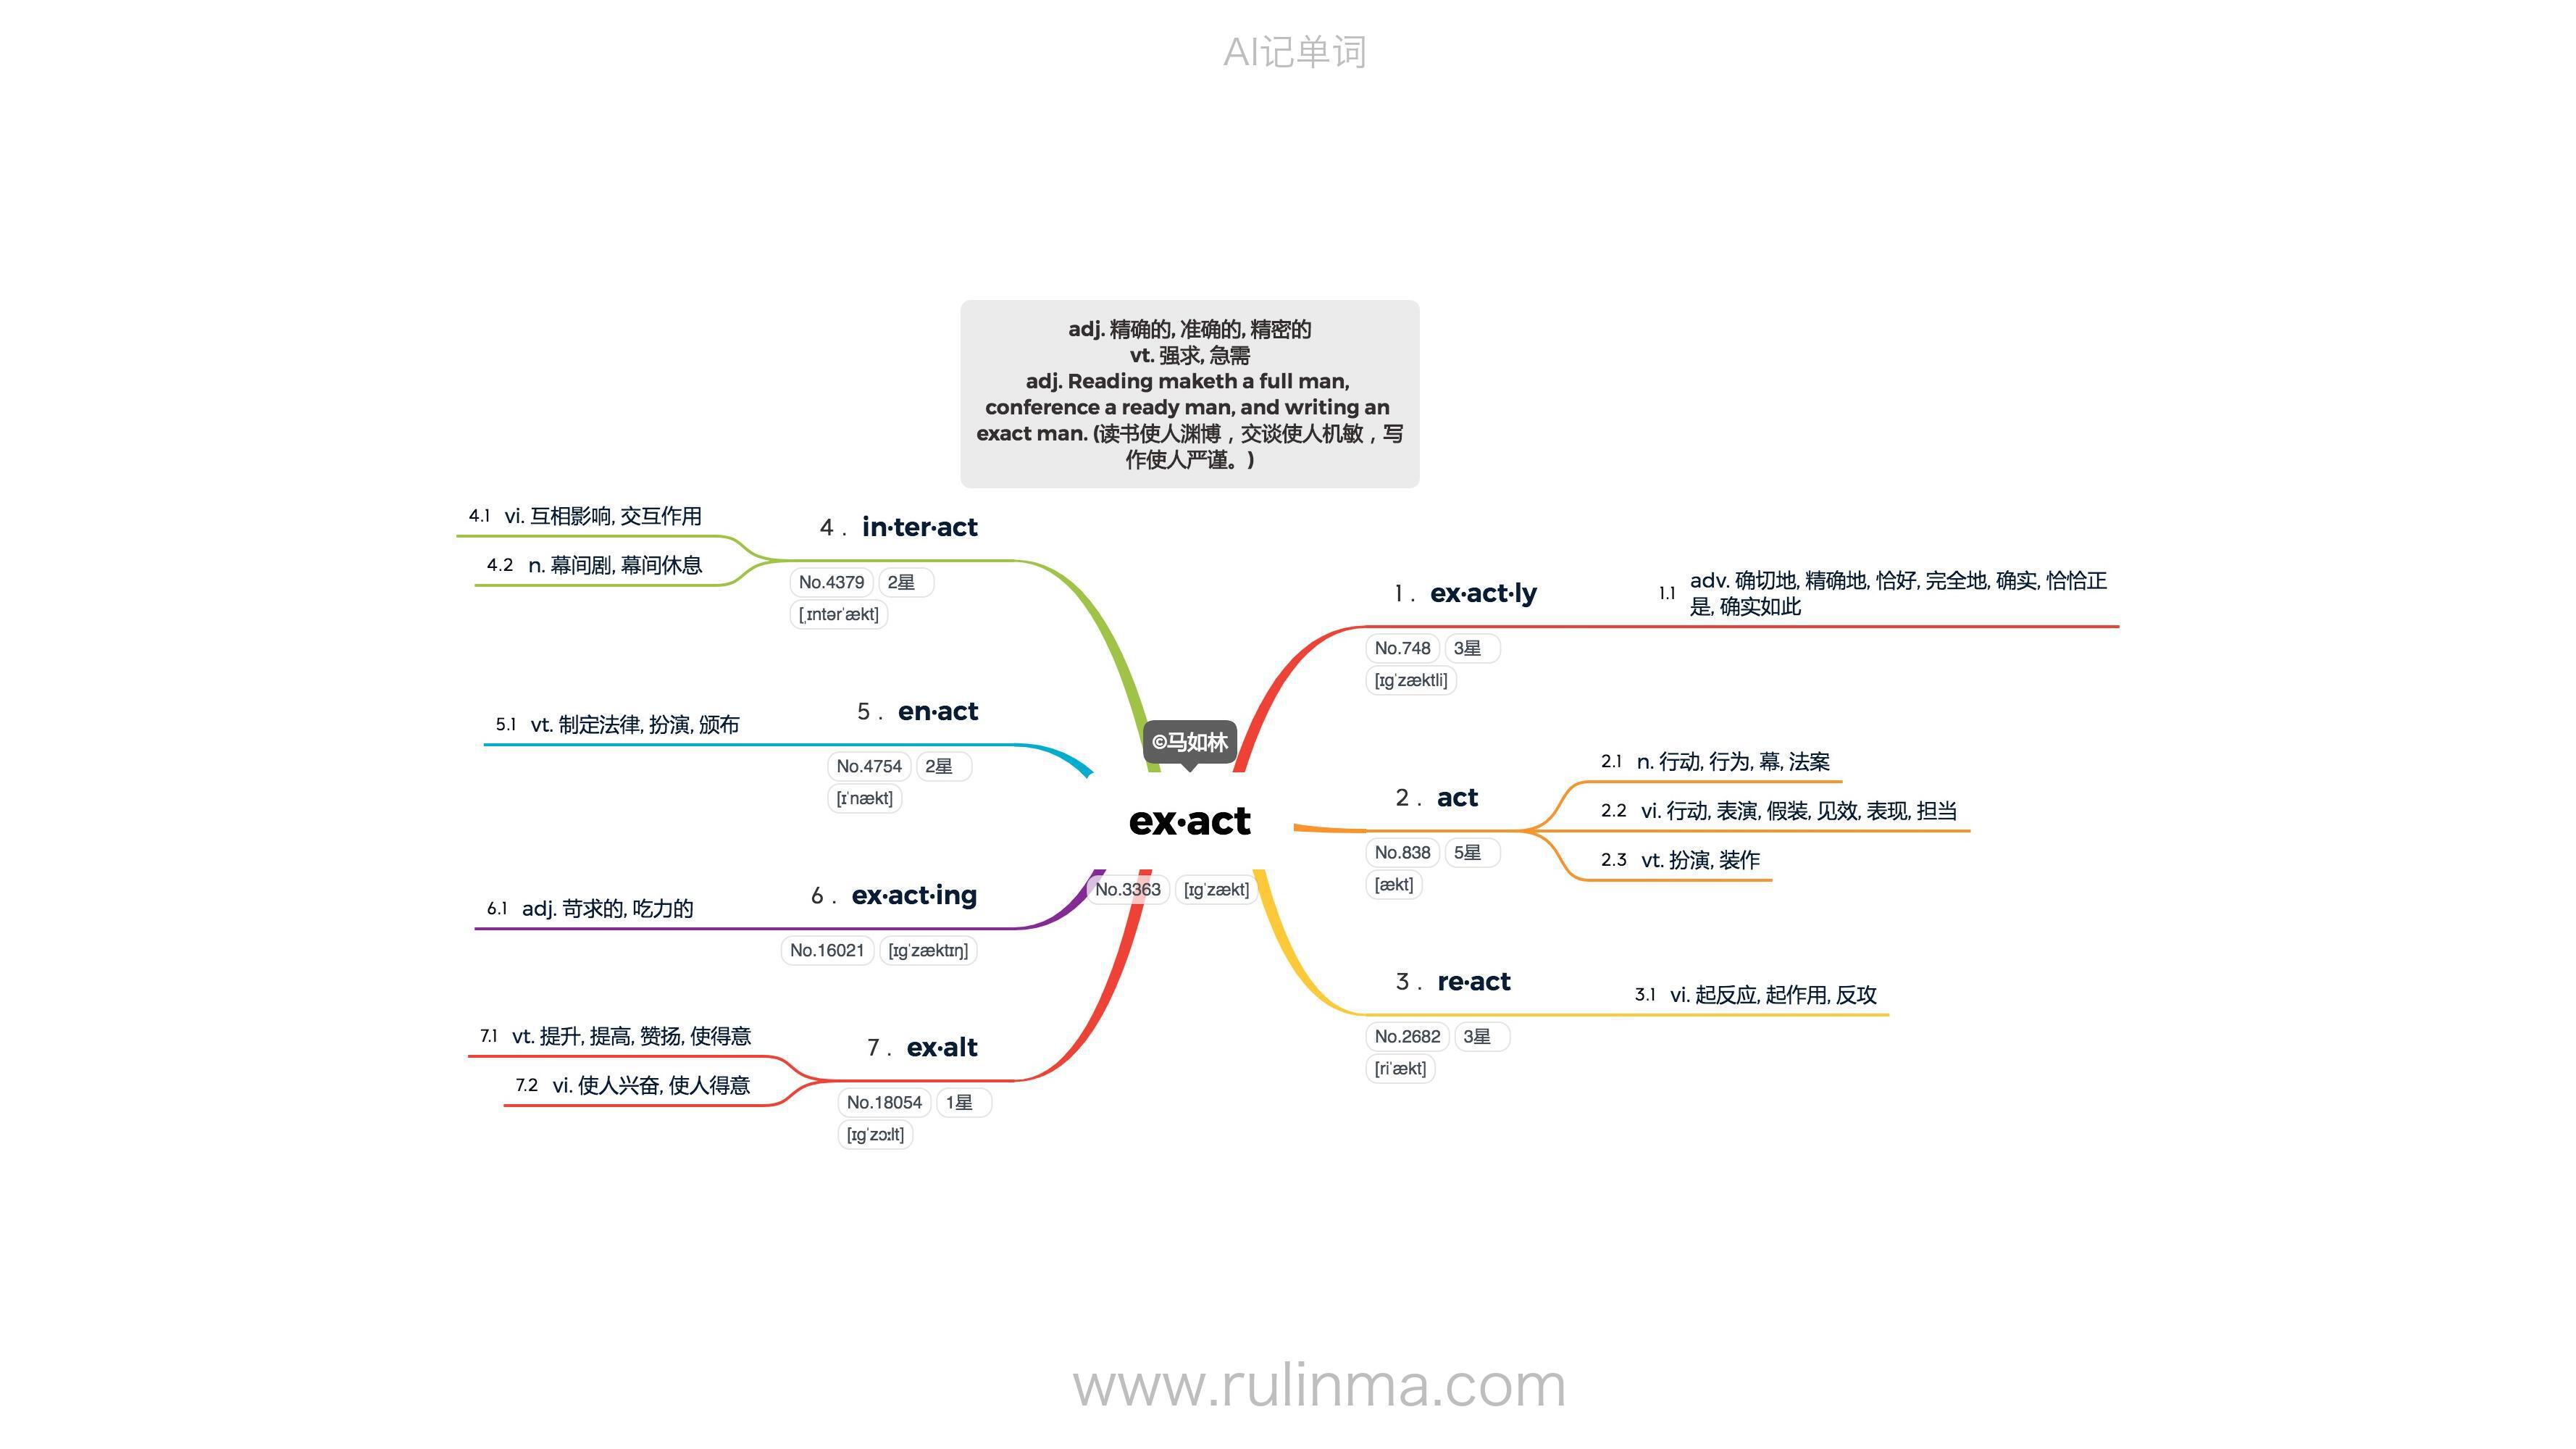 AI记单词
adj. 精确的, 准确的, 精密的
vt. 强求, 急需
adj. Reading maketh a full man,
conference a ready man, and writing an
exact man. (读书使人渊博，交谈使人机敏，写
作使人严谨。)
©马如林
ex·act
No.3363 [ɪɡˈzækt]
1. ex·act·ly
No.748 3星
[ɪɡˈzæktli]
1.1 adv. 确切地, 精确地, 恰好, 完全地, 确实, 恰恰正
是, 确实如此
2. act
No.838 5星
[ækt]
2.1 n. 行动, 行为, 幕, 法案
2.2 vi. 行动, 表演, 假装, 见效, 表现, 担当
2.3 vt. 扮演, 装作
3. re·act
No.2682 3星
[riˈækt]
3.1 vi. 起反应, 起作用, 反攻
4. in·ter·act
No.4379 2星
[ˌɪntərˈækt]
4.1 vi. 互相影响, 交互作用
4.2 n. 幕间剧, 幕间休息
5. en·act
No.4754 2星
[ɪˈnækt]
5.1 vt. 制定法律, 扮演, 颁布
6. ex·act·ing
No.16021 [ɪɡˈzæktɪŋ]
6.1 adj. 苛求的, 吃力的
7. ex·alt
No.18054 1星
[ɪɡˈzɔːlt]
7.1 vt. 提升, 提高, 赞扬, 使得意
7.2 vi. 使人兴奋, 使人得意
www.rulinma.com